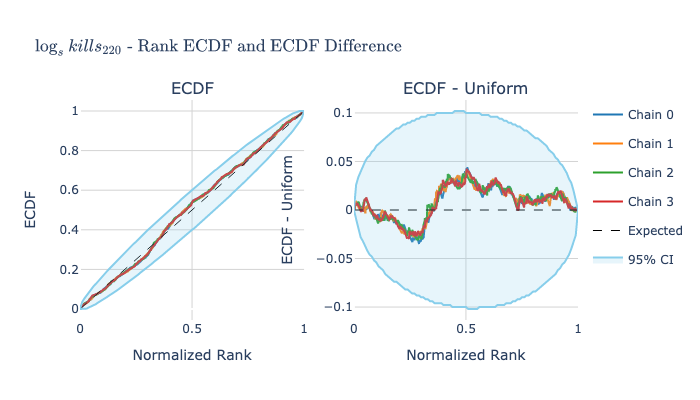 logₛ kills₂₂₀ - Rank ECDF and ECDF Difference
ECDF
ECDF
1
0.8
0.6
0.4
0.2
0
0 0.5 1
Normalized Rank
ECDF - Uniform
ECDF - Uniform
0.1
0.05
0
−0.05
−0.1
0 0.5 1
Normalized Rank
Chain 0
Chain 1
Chain 2
Chain 3
Expected
95% CI